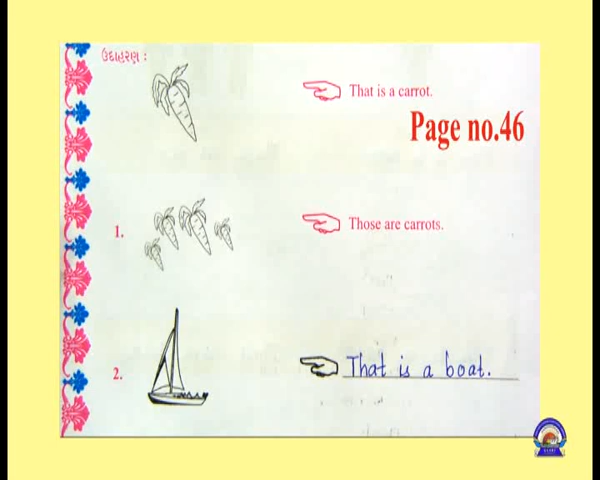 ઉદાહરણ :
That is a carrot.
Page no.46
1.
Those are carrots.
2.
That is a boat.